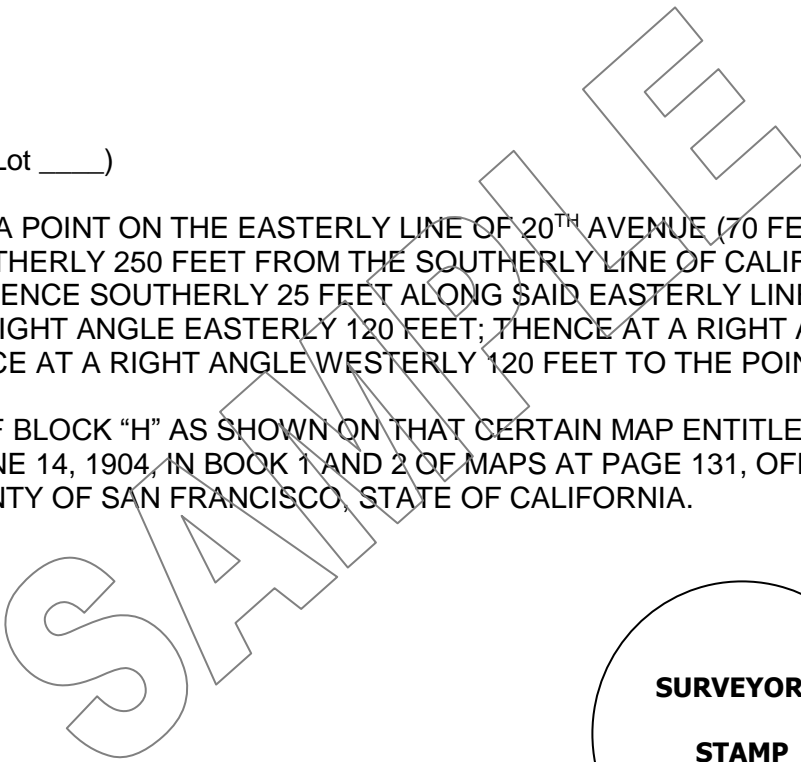 Lot ____)
A POINT ON THE EASTERLY LINE OF 20TH AVENUE (70 FE
THERLY 250 FEET FROM THE SOUTHERLY LINE OF CALIF
ENCE SOUTHERLY 25 FEET ALONG SAID EASTERLY LINE
IGHT ANGLE EASTERLY 120 FEET; THENCE AT A RIGHT A
CE AT A RIGHT ANGLE WESTERLY 120 FEET TO THE POIN
F BLOCK “H” AS SHOWN ON THAT CERTAIN MAP ENTITLE
NE 14, 1904, IN BOOK 1 AND 2 OF MAPS AT PAGE 131, OFF
NTY OF SAN FRANCISCO, STATE OF CALIFORNIA.
SAMPLE
SURVEYOR
STAMP